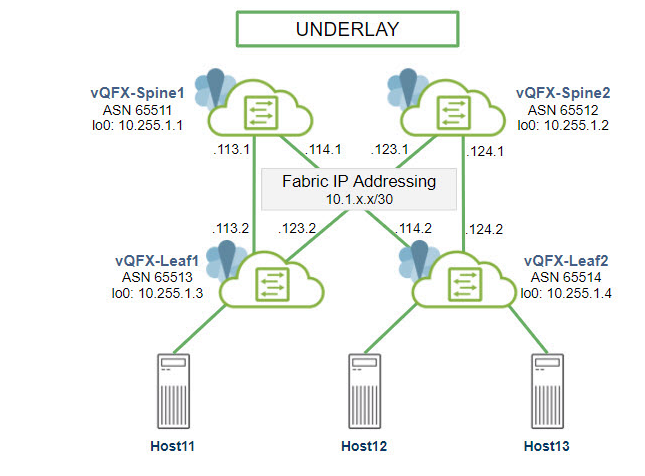 UNDERLAY
vQFX-Spine1
ASN 65511
lo0: 10.255.1.1
vQFX-Spine2
ASN 65512
lo0: 10.255.1.2
.113.1
.114.1
.123.1
.124.1
Fabric IP Addressing
10.1.x.x/30
.113.2
.123.2
.114.2
.124.2
vQFX-Leaf1
ASN 65513
lo0: 10.255.1.3
vQFX-Leaf2
ASN 65514
lo0: 10.255.1.4
Host11
Host12
Host13